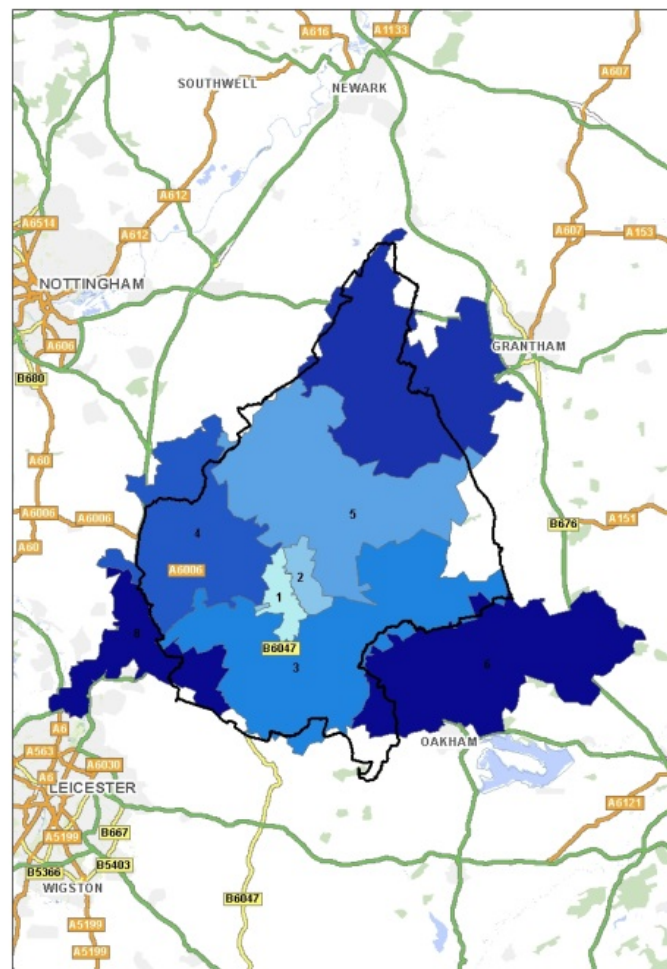 A616
A1133
A607
SOUTHWELL
NEWARK
A612
A6514
A612
A607
A153
NOTTINGHAM
A606
GRANTHAM
B680
7
A60
5
A6006
A6006
4
B676
A151
A60
A6006
2
1
B6047
3
6
A6
OAKHAM
A563
A6030
A6
LEICESTER
A6121
B667
A5199
B5366
B5403
WIGSTON
B6047
A5199
A5199